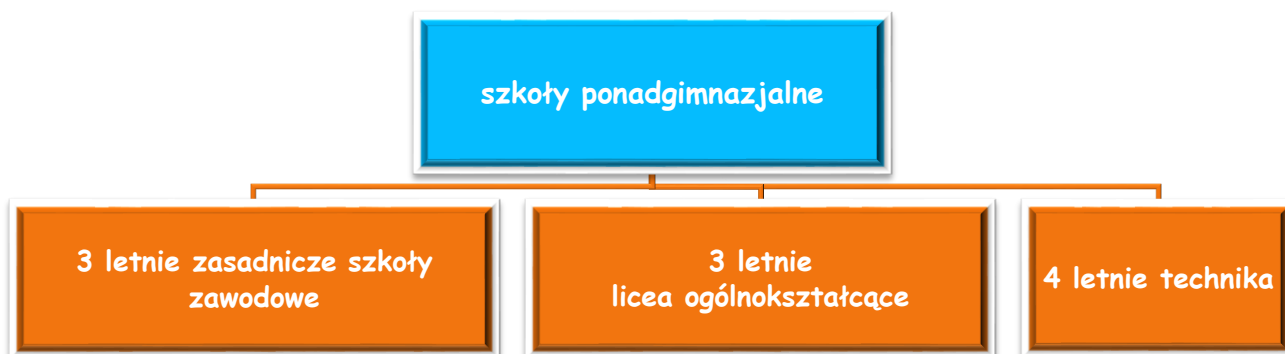 szkoły ponadgimnazjalne
3 letnie zasadnicze szkoły
zawodowe
3 letnie
licea ogólnokształcące
4 letnie technika